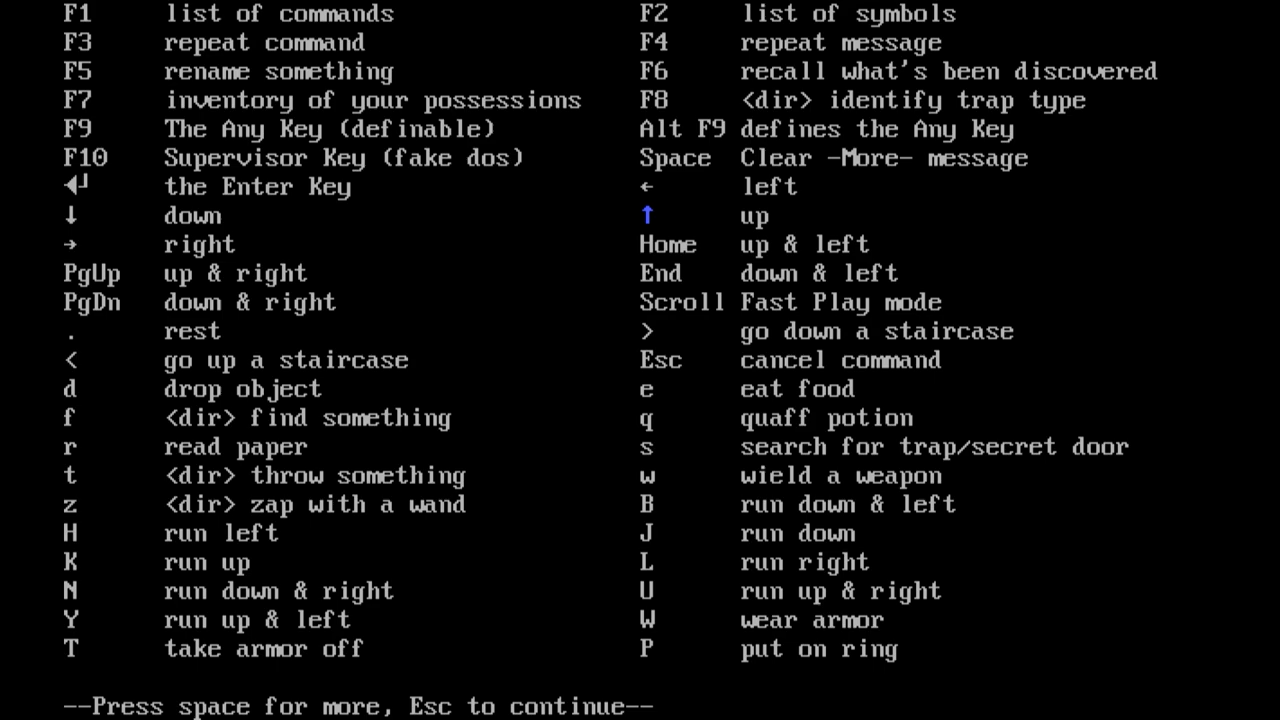 F1 list of commands F2 list of symbols
F3 repeat command F4 repeat message
F5 rename something F6 recall what's been discovered
F7 inventory of your possessions F8 <dir> identify trap type
F9 The Any Key (definable) Alt F9 defines the Any Key
F10 Supervisor Key (fake dos) Space Clear -More- message
◄┘ the Enter Key ← left
↓ down ↑ up
→ right Home up & left
PgUp up & right End down & left
PgDn down & right Scroll Fast Play mode
. rest > go down a staircase
< go up a staircase Esc cancel command
d drop object e eat food
f <dir> find something q quaff potion
r read paper s search for trap/secret door
t <dir> throw something w wield a weapon
z <dir> zap with a wand B run down & left
H run left J run down
K run up L run right
N run down & right U run up & right
Y run up & left W wear armor
T take armor off P put on ring
--Press space for more, Esc to continue--